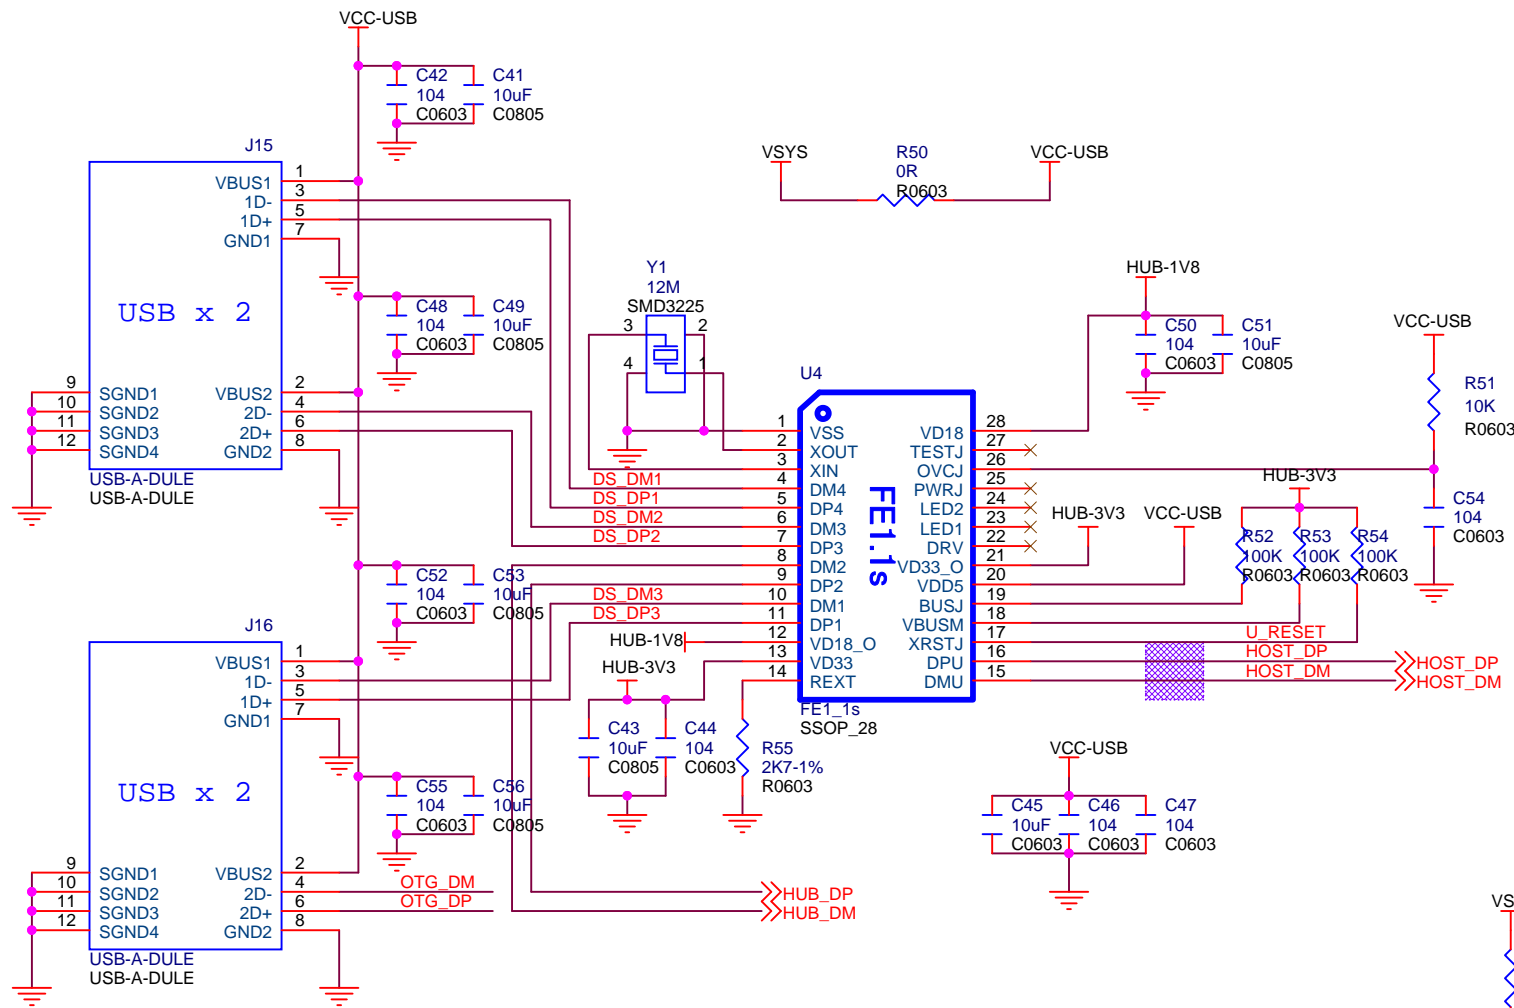 VCC-USB
C42
104
C0603
C41
10uF
C0805
J15
VBUS1 1
1D- 3
1D+ 5
GND1 7
USB x 2
C48
104
C0603
C49
10uF
C0805
9 SGND1
10 SGND2
11 SGND3
12 SGND4
VBUS2 2
2D- 4
2D+ 6
GND2 8
USB-A-DULE
USB-A-DULE
C52
104
C0603
C53
10uF
C0805
J16
VBUS1 1
1D- 3
1D+ 5
GND1 7
USB x 2
C55
104
C0603
C56
10uF
C0805
9 SGND1
10 SGND2
11 SGND3
12 SGND4
VBUS2 2
2D- 4
2D+ 6
GND2 8
OTG_DM
OTG_DP
USB-A-DULE
USB-A-DULE
VSYS
R50
0R
R0603
VCC-USB
Y1
12M
SMD3225
3 2
4 1
DS_DM1
DS_DP1
DS_DM2
DS_DP2
DS_DM3
DS_DP3
HUB-1V8
HUB-3V3
C43
10uF
C0805
C44
104
C0603
R55
2K7-1%
R0603
HUB_DP
HUB_DM
U4
1 VSS
2 XOUT
3 XIN
4 DM4
5 DP4
6 DM3
7 DP3
8 DM2
9 DP2
10 DM1
11 DP1
12 VD18_O
13 VD33
14 REXT
FE1.1s
VD18 28
TESTJ 27
OVCJ 26
PWRJ 25
LED2 24
LED1 23
DRV 22
VD33_O 21
VDD5 20
BUSJ 19
VBUSM 18
XRSTJ 17
DPU 16
DMU 15
FE1_1s
SSOP_28
HUB-1V8
C50
104
C0603
C51
10uF
C0805
VCC-USB
R51
10K
R0603
C54
104
C0603
HUB-3V3
VCC-USB
HUB-3V3
R52
100K
R0603
R53
100K
R0603
R54
100K
R0603
U_RESET
HOST_DP
HOST_DM
HOST_DP
HOST_DM
VCC-USB
C45
10uF
C0603
C46
104
C0603
C47
104
C0603
VS